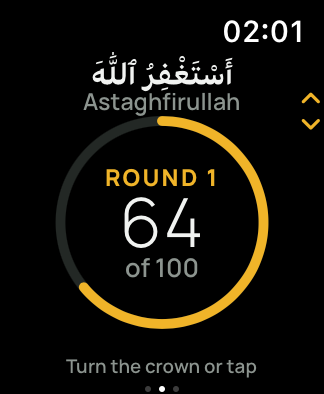 02:01
أَسْتَغْفِرُ ٱللَّٰهَ
Astaghfirullah
ROUND 1
64
of 100
Turn the crown or tap